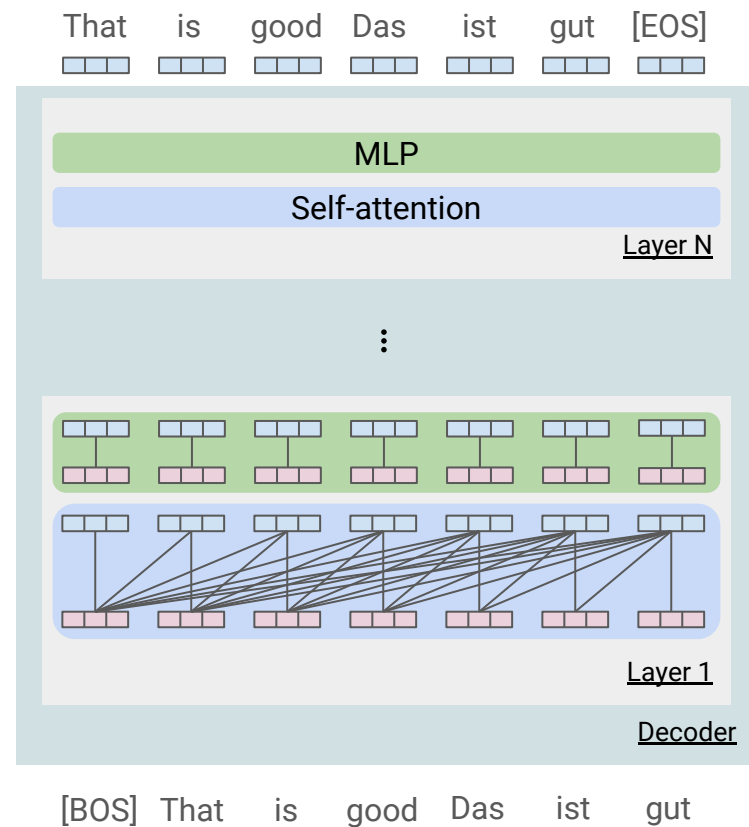 That is good Das ist gut [EOS]
MLP
Self-attention
Layer N
Layer 1
Decoder
[BOS] That is good Das ist gut